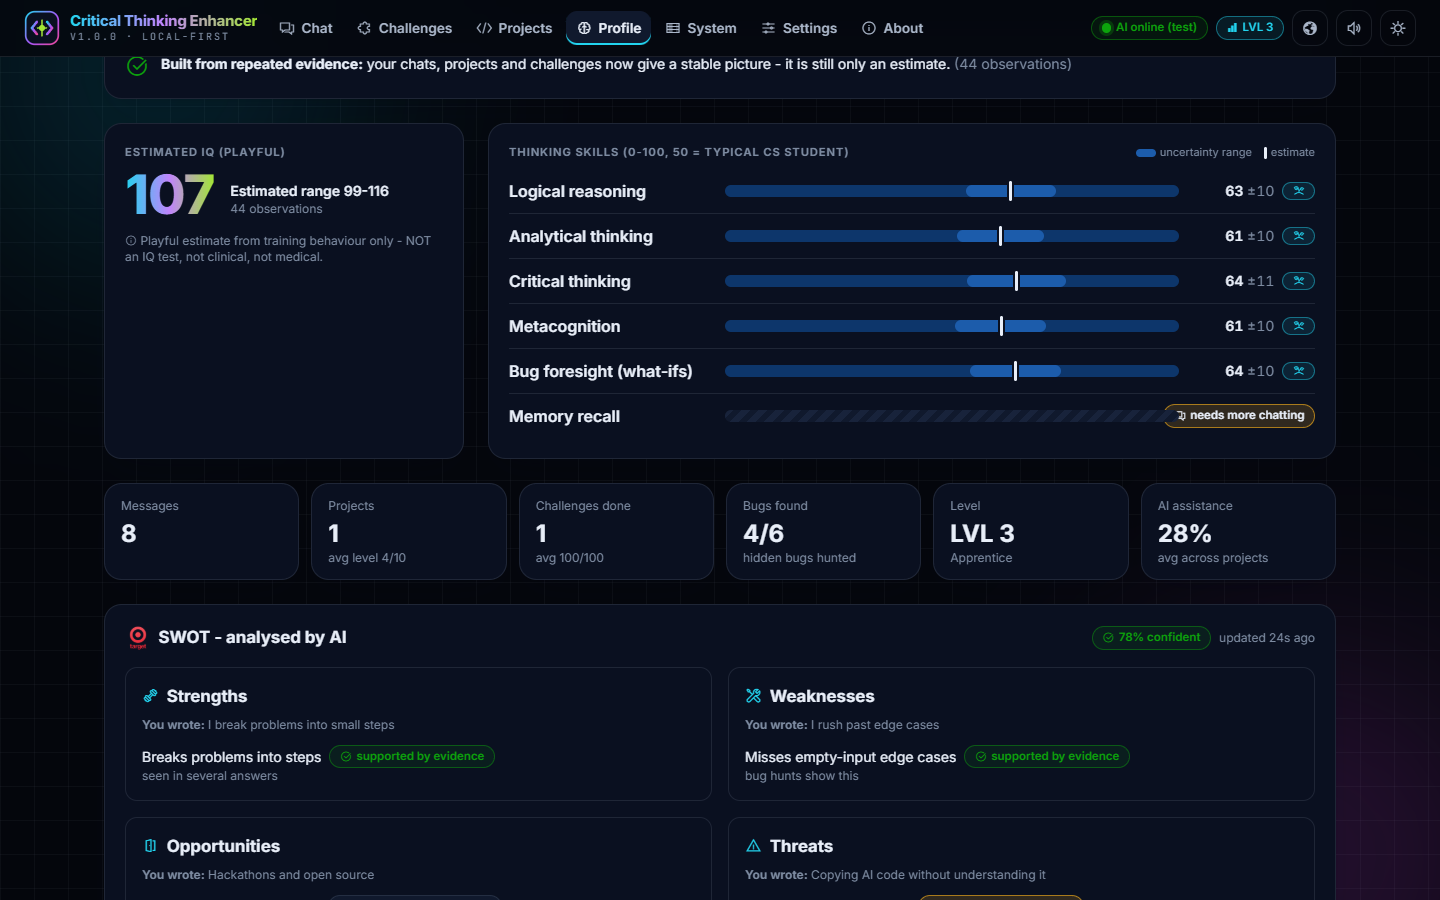 Critical Thinking Enhancer
V1.0.0 · LOCAL-FIRST
Chat
Challenges
Projects
Profile
System
Settings
About
AI online (test)
LVL 3
Built from repeated evidence: your chats, projects and challenges now give a stable picture - it is still only an estimate. (44 observations)
ESTIMATED IQ (PLAYFUL)
107
Estimated range 99-116
44 observations
Playful estimate from training behaviour only - NOT
an IQ test, not clinical, not medical.
THINKING SKILLS (0-100, 50 = TYPICAL CS STUDENT)
uncertainty range
estimate
Logical reasoning
63 ±10
Analytical thinking
61 ±10
Critical thinking
64 ±11
Metacognition
61 ±10
Bug foresight (what-ifs)
64 ±10
Memory recall
needs more chatting
Messages
8
Projects
1
avg level 4/10
Challenges done
1
avg 100/100
Bugs found
4/6
hidden bugs hunted
Level
LVL 3
Apprentice
AI assistance
28%
avg across projects
target
SWOT - analysed by AI
78% confident
updated 24s ago
Strengths
You wrote: I break problems into small steps
Breaks problems into steps
supported by evidence
seen in several answers
Weaknesses
You wrote: I rush past edge cases
Misses empty-input edge cases
supported by evidence
bug hunts show this
Opportunities
You wrote: Hackathons and open source
Threats
You wrote: Copying AI code without understanding it